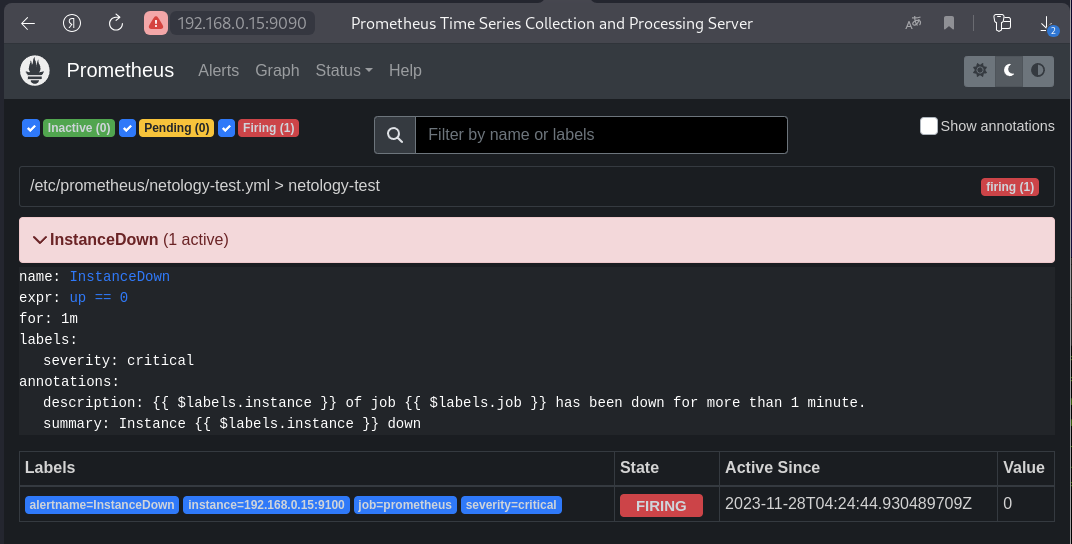 192.168.0.15:9090 Prometheus Time Series Collection and Processing Server 2
Prometheus Alerts Graph Status Help
Inactive (0) Pending (0) Firing (1) Filter by name or labels Show annotations
/etc/prometheus/netology-test.yml > netology-test firing (1)
InstanceDown (1 active)
name: InstanceDown
expr: up == 0
for: 1m
labels:
severity: critical
annotations:
description: {{ $labels.instance }} of job {{ $labels.job }} has been down for more than 1 minute.
summary: Instance {{ $labels.instance }} down
Labels State Active Since Value
alertname=InstanceDown instance=192.168.0.15:9100 job=prometheus severity=critical FIRING 2023-11-28T04:24:44.930489709Z 0